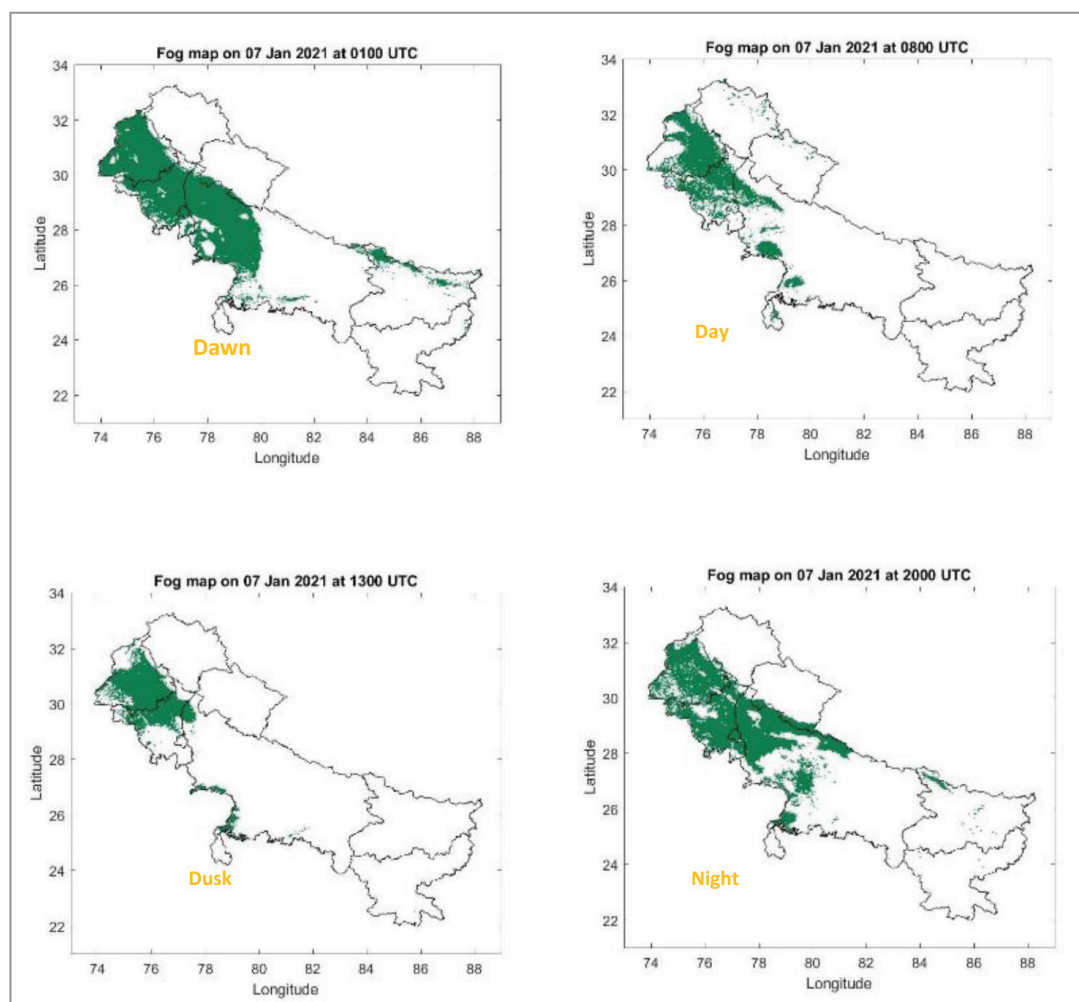 Fog map on 07 Jan 2021 at 0100 UTC
34
32
30
28
26
24
22
Latitude
Dawn
74 76 78 80 82 84 86 88
Longitude
Fog map on 07 Jan 2021 at 0800 UTC
34
32
30
28
26
24
22
Latitude
Day
74 76 78 80 82 84 86 88
Longitude
Fog map on 07 Jan 2021 at 1300 UTC
34
32
30
28
26
24
22
Latitude
Dusk
74 76 78 80 82 84 86 88
Longitude
Fog map on 07 Jan 2021 at 2000 UTC
34
32
30
28
26
24
22
Latitude
Night
74 76 78 80 82 84 86 88
Longitude